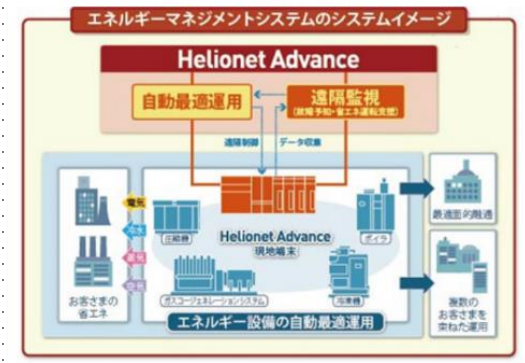 エネルギーマネジメントシステムのシステムイメージ
Helionet Advance
自動最適運用
遠隔監視
(故障予知・省エネ運転支援)
遠隔制御
データ収集
電気
冷水
蒸気
空気
圧縮機
ボイラ
Helionet Advance
現地端末
ガスコージェネレーションシステム
冷凍機
お客さまの
省エネ
エネルギー設備の自動最適運用
最適面的融通
複数の
お客さまを
束ねた運用